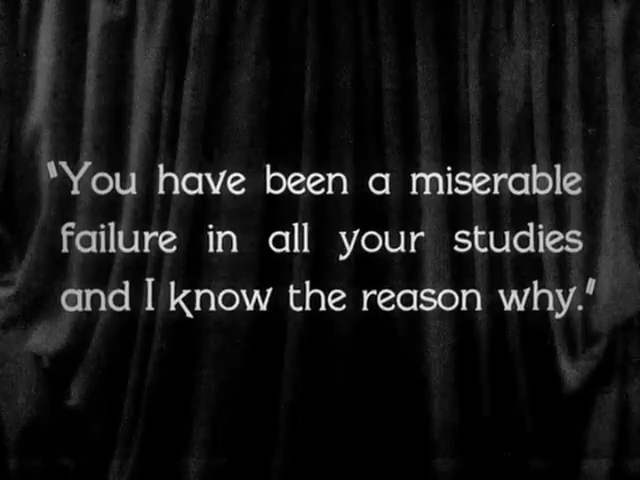 "You have been a miserable
failure in all your studies
and I know the reason why."